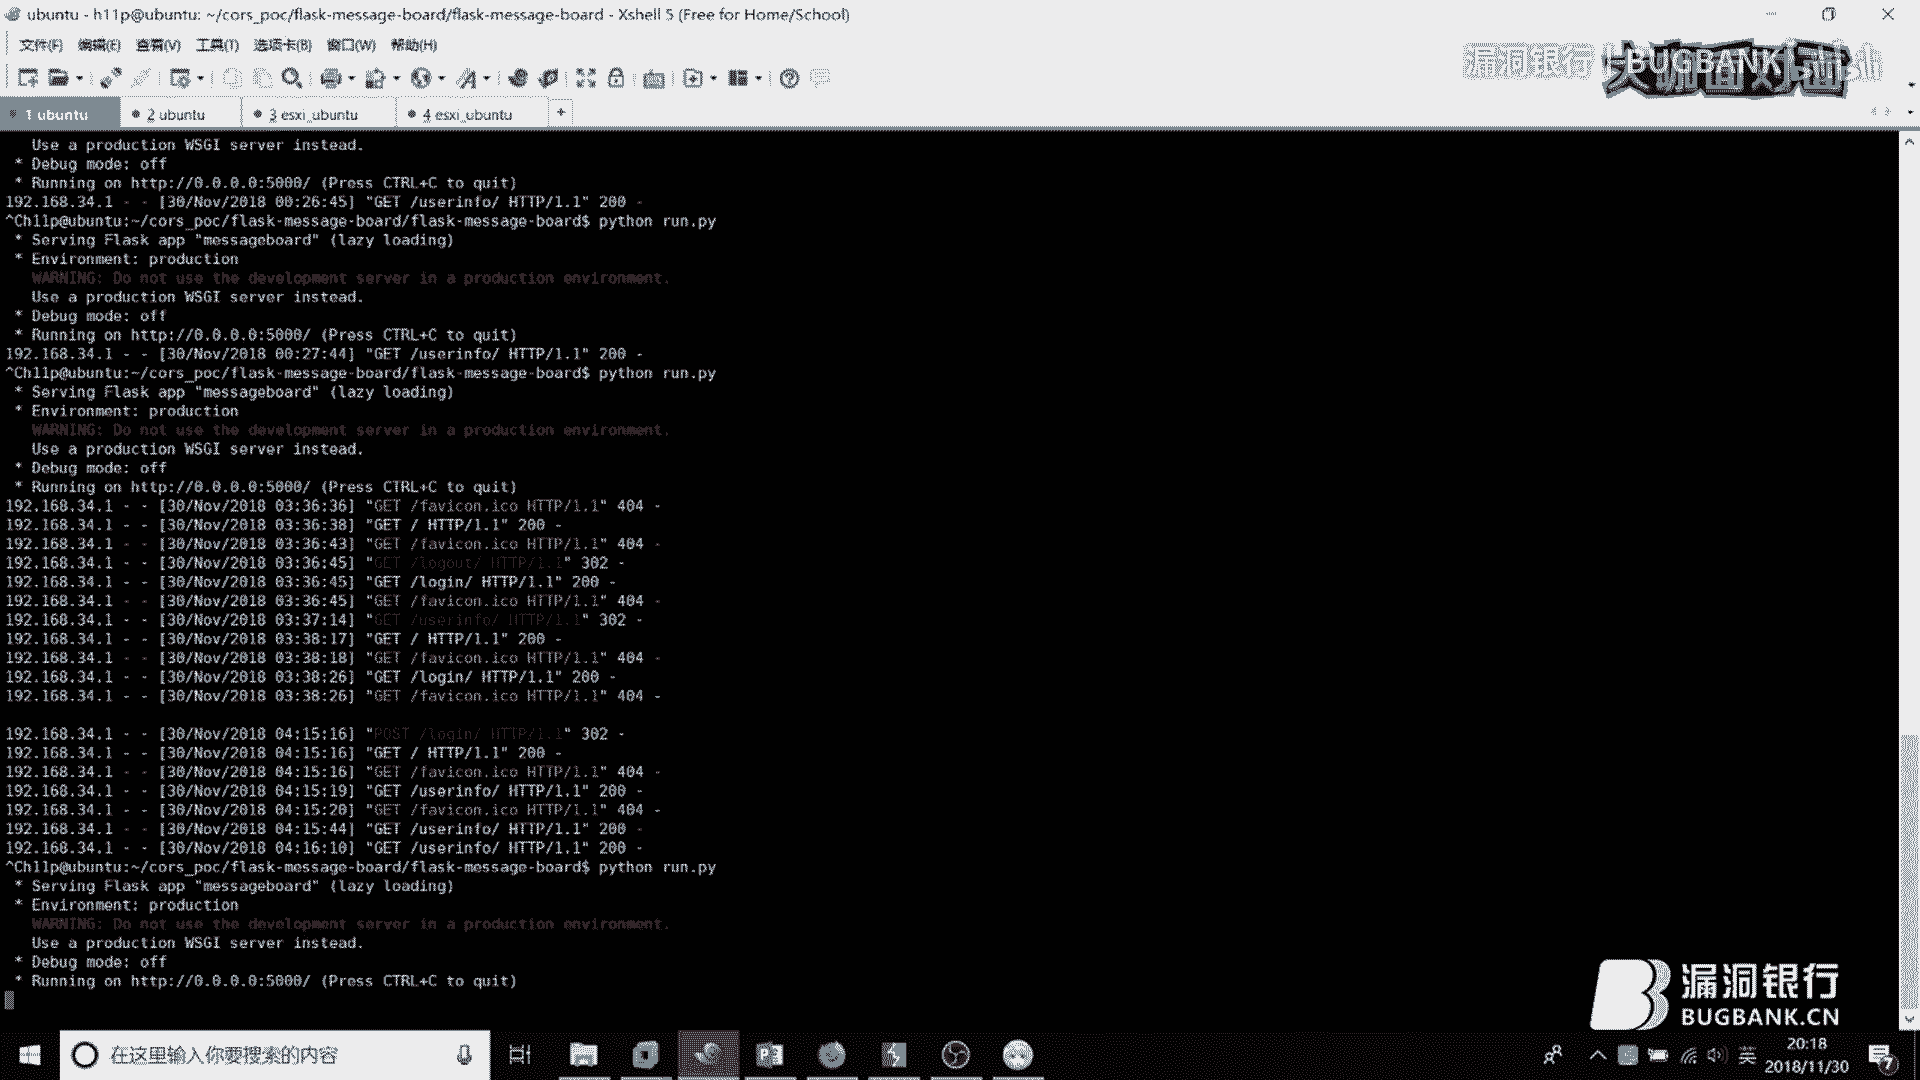 ubuntu - h11p@ubuntu: ~/cors_poc/flask-message-board/flask-message-board - Xshell 5 (Free for Home/School)
文件(F) 编辑(E) 查看(V) 工具(T) 选项卡(B) 窗口(W) 帮助(H)
漏洞银行 | BUGBANK
大咖面对面
1 ubuntu 2 ubuntu 3 esxi_ubuntu 4 esxi_ubuntu +
Use a production WSGI server instead.
* Debug mode: off
* Running on http://0.0.0.0:5000/ (Press CTRL+C to quit)
192.168.34.1 - - [30/Nov/2018 00:26:45] "GET /userinfo/ HTTP/1.1" 200 -
^Ch11p@ubuntu:~/cors_poc/flask-message-board/flask-message-board$ python run.py
* Serving Flask app "messageboard" (lazy loading)
* Environment: production
WARNING: Do not use the development server in a production environment.
Use a production WSGI server instead.
* Debug mode: off
* Running on http://0.0.0.0:5000/ (Press CTRL+C to quit)
192.168.34.1 - - [30/Nov/2018 00:27:44] "GET /userinfo/ HTTP/1.1" 200 -
^Ch11p@ubuntu:~/cors_poc/flask-message-board/flask-message-board$ python run.py
* Serving Flask app "messageboard" (lazy loading)
* Environment: production
WARNING: Do not use the development server in a production environment.
Use a production WSGI server instead.
* Debug mode: off
* Running on http://0.0.0.0:5000/ (Press CTRL+C to quit)
192.168.34.1 - - [30/Nov/2018 03:36:36] "GET /favicon.ico HTTP/1.1" 404 -
192.168.34.1 - - [30/Nov/2018 03:36:38] "GET / HTTP/1.1" 200 -
192.168.34.1 - - [30/Nov/2018 03:36:43] "GET /favicon.ico HTTP/1.1" 404 -
192.168.34.1 - - [30/Nov/2018 03:36:45] "GET /logout/ HTTP/1.1" 302 -
192.168.34.1 - - [30/Nov/2018 03:36:45] "GET /login/ HTTP/1.1" 200 -
192.168.34.1 - - [30/Nov/2018 03:36:45] "GET /favicon.ico HTTP/1.1" 404 -
192.168.34.1 - - [30/Nov/2018 03:37:14] "GET /userinfo/ HTTP/1.1" 302 -
192.168.34.1 - - [30/Nov/2018 03:38:17] "GET / HTTP/1.1" 200 -
192.168.34.1 - - [30/Nov/2018 03:38:18] "GET /favicon.ico HTTP/1.1" 404 -
192.168.34.1 - - [30/Nov/2018 03:38:26] "GET /login/ HTTP/1.1" 200 -
192.168.34.1 - - [30/Nov/2018 03:38:26] "GET /favicon.ico HTTP/1.1" 404 -
192.168.34.1 - - [30/Nov/2018 04:15:16] "POST /login/ HTTP/1.1" 302 -
192.168.34.1 - - [30/Nov/2018 04:15:16] "GET / HTTP/1.1" 200 -
192.168.34.1 - - [30/Nov/2018 04:15:16] "GET /favicon.ico HTTP/1.1" 404 -
192.168.34.1 - - [30/Nov/2018 04:15:19] "GET /userinfo/ HTTP/1.1" 200 -
192.168.34.1 - - [30/Nov/2018 04:15:20] "GET /favicon.ico HTTP/1.1" 404 -
192.168.34.1 - - [30/Nov/2018 04:15:44] "GET /userinfo/ HTTP/1.1" 200 -
192.168.34.1 - - [30/Nov/2018 04:16:10] "GET /userinfo/ HTTP/1.1" 200 -
^Ch11p@ubuntu:~/cors_poc/flask-message-board/flask-message-board$ python run.py
* Serving Flask app "messageboard" (lazy loading)
* Environment: production
WARNING: Do not use the development server in a production environment.
Use a production WSGI server instead.
* Debug mode: off
* Running on http://0.0.0.0:5000/ (Press CTRL+C to quit)
漏洞银行
BUGBANK.CN
在这里输入你要搜索的内容
英
20:18
2018/11/30
7